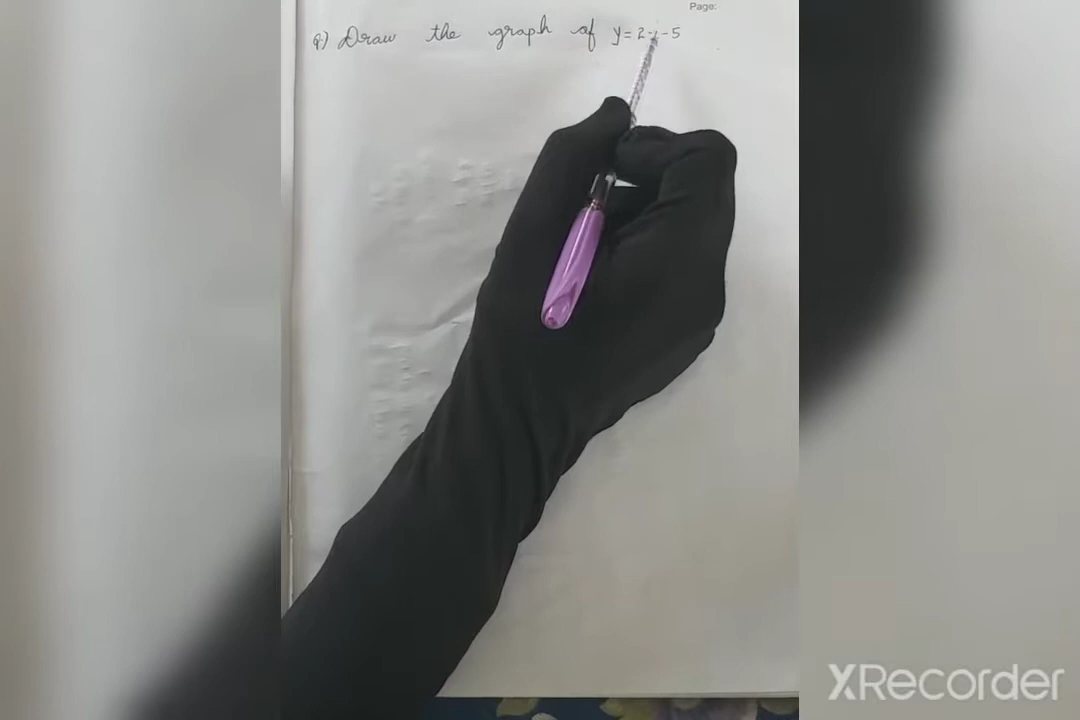 Page:
Q) Draw the graph of y = 2 - 5
XRecorder